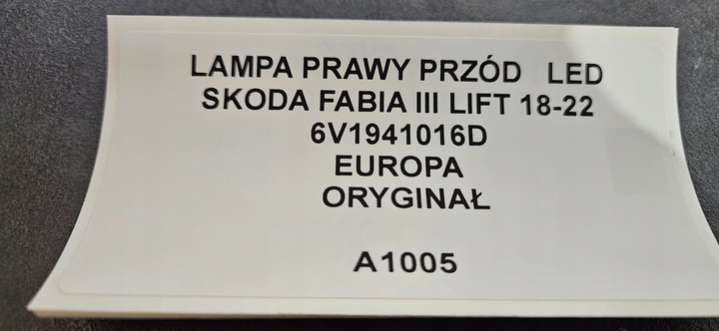 LAMPA PRAWY PRZÓD LED
SKODA FABIA III LIFT 18-22
6V1941016D
EUROPA
ORYGINAŁ
A1005